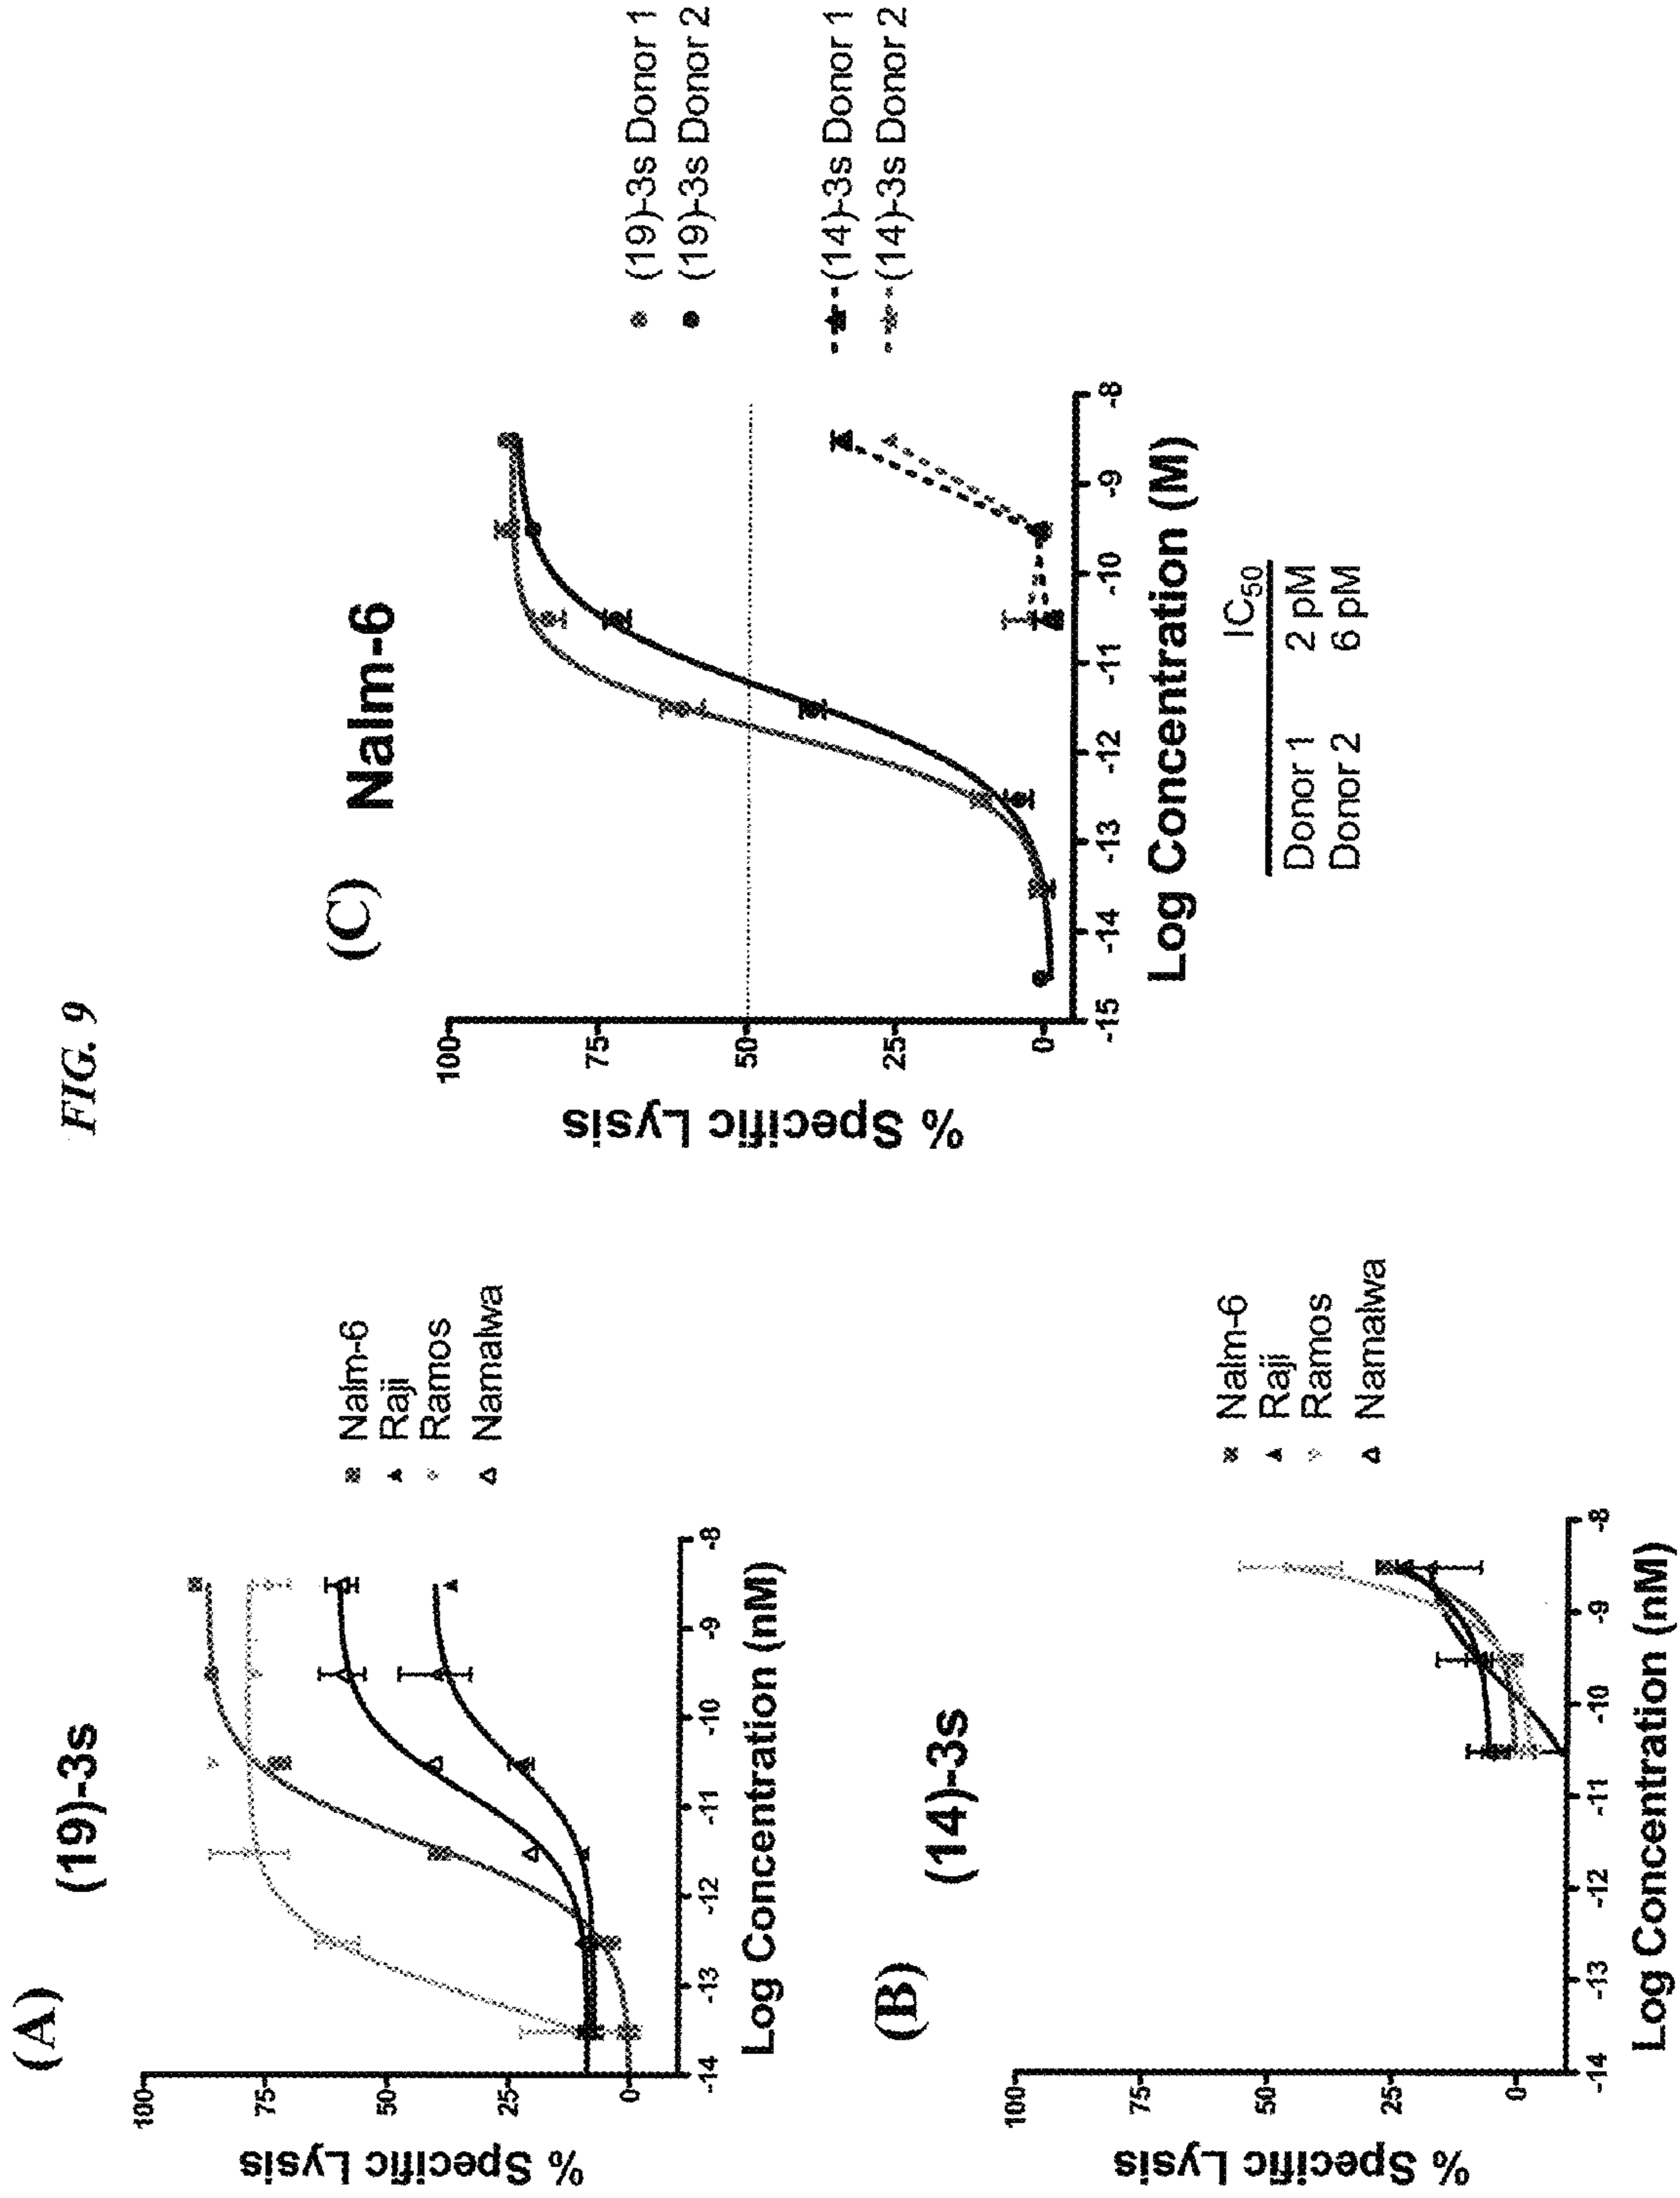 FIG. 9
(A)
(19)-3s
% Specific Lysis
100
75
50
25
0
-14
-13
-12
-11
-10
-9
-8
Log Concentration (nM)
Nalm-6
Raji
Ramos
Namalwa
(B)
(14)-3s
% Specific Lysis
100
75
50
25
0
-14
-13
-12
-11
-10
-9
-8
Log Concentration (nM)
Nalm-6
Raji
Ramos
Namalwa
(C) Nalm-6
% Specific Lysis
100
75
50
25
0
-15
-14
-13
-12
-11
-10
-9
-8
Log Concentration (M)
(19)-3s Donor 1
(19)-3s Donor 2
(14)-3s Donor 1
(14)-3s Donor 2
IC50
Donor 1 2 pM
Donor 2 6 pM